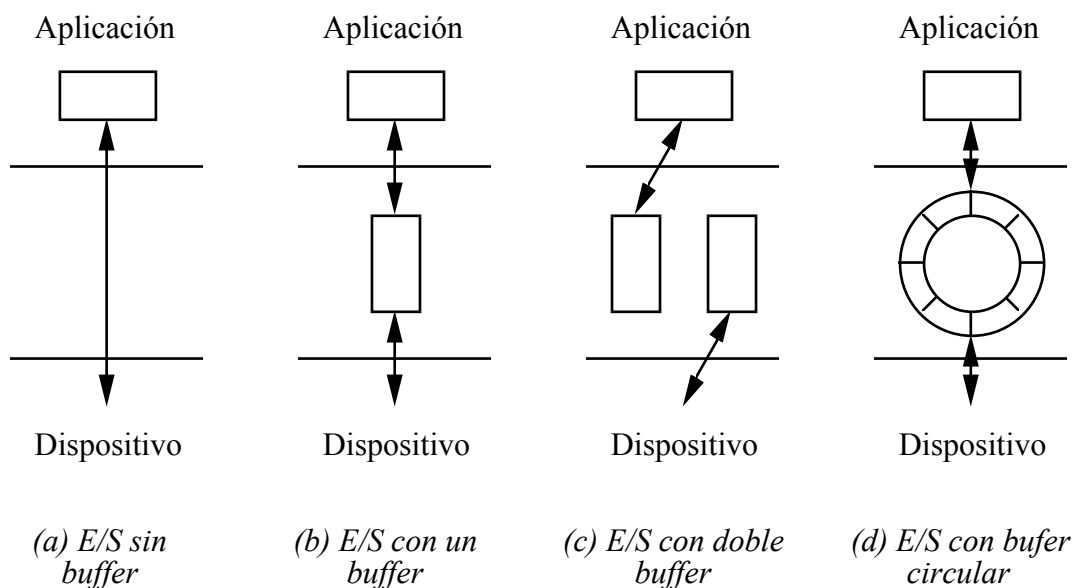 Aplicación
Aplicación
Aplicación
Aplicación
Dispositivo
Dispositivo
Dispositivo
Dispositivo
(a) E/S sin
buffer
(b) E/S con un
buffer
(c) E/S con doble
buffer
(d) E/S con bufer
circular